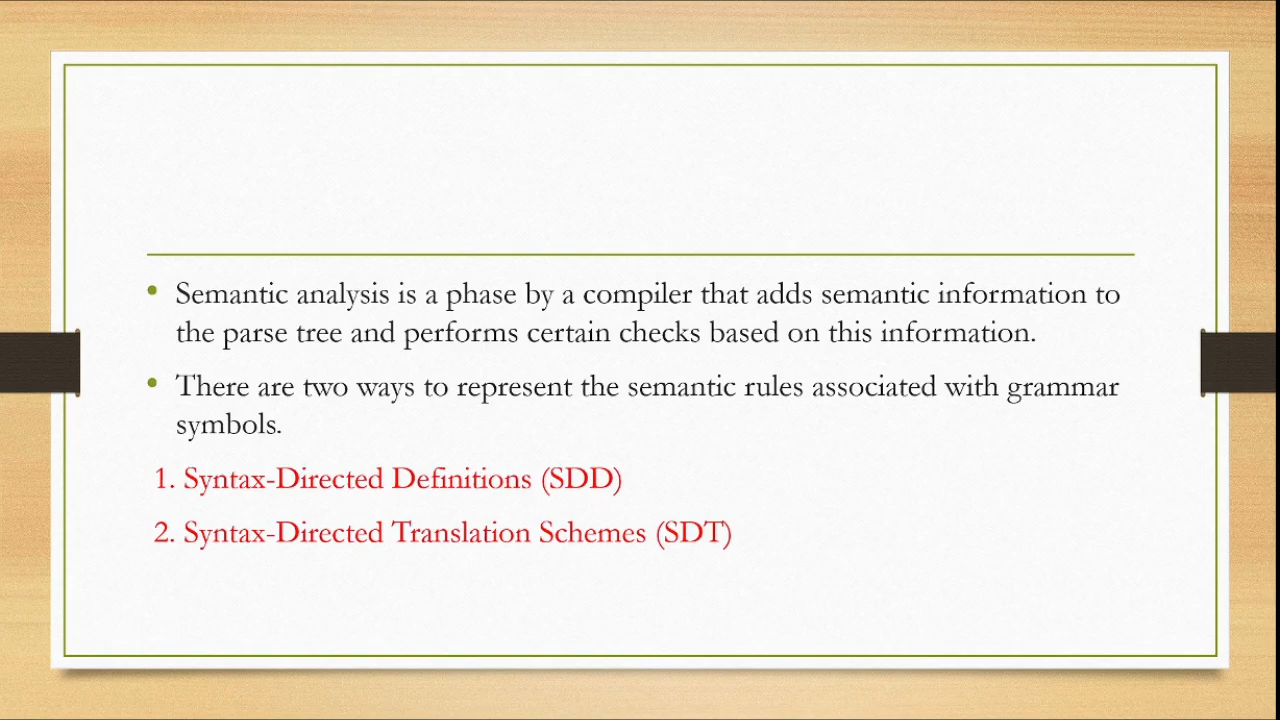 • Semantic analysis is a phase by a compiler that adds semantic information to
the parse tree and performs certain checks based on this information.
• There are two ways to represent the semantic rules associated with grammar
symbols.
1. Syntax-Directed Definitions (SDD)
2. Syntax-Directed Translation Schemes (SDT)